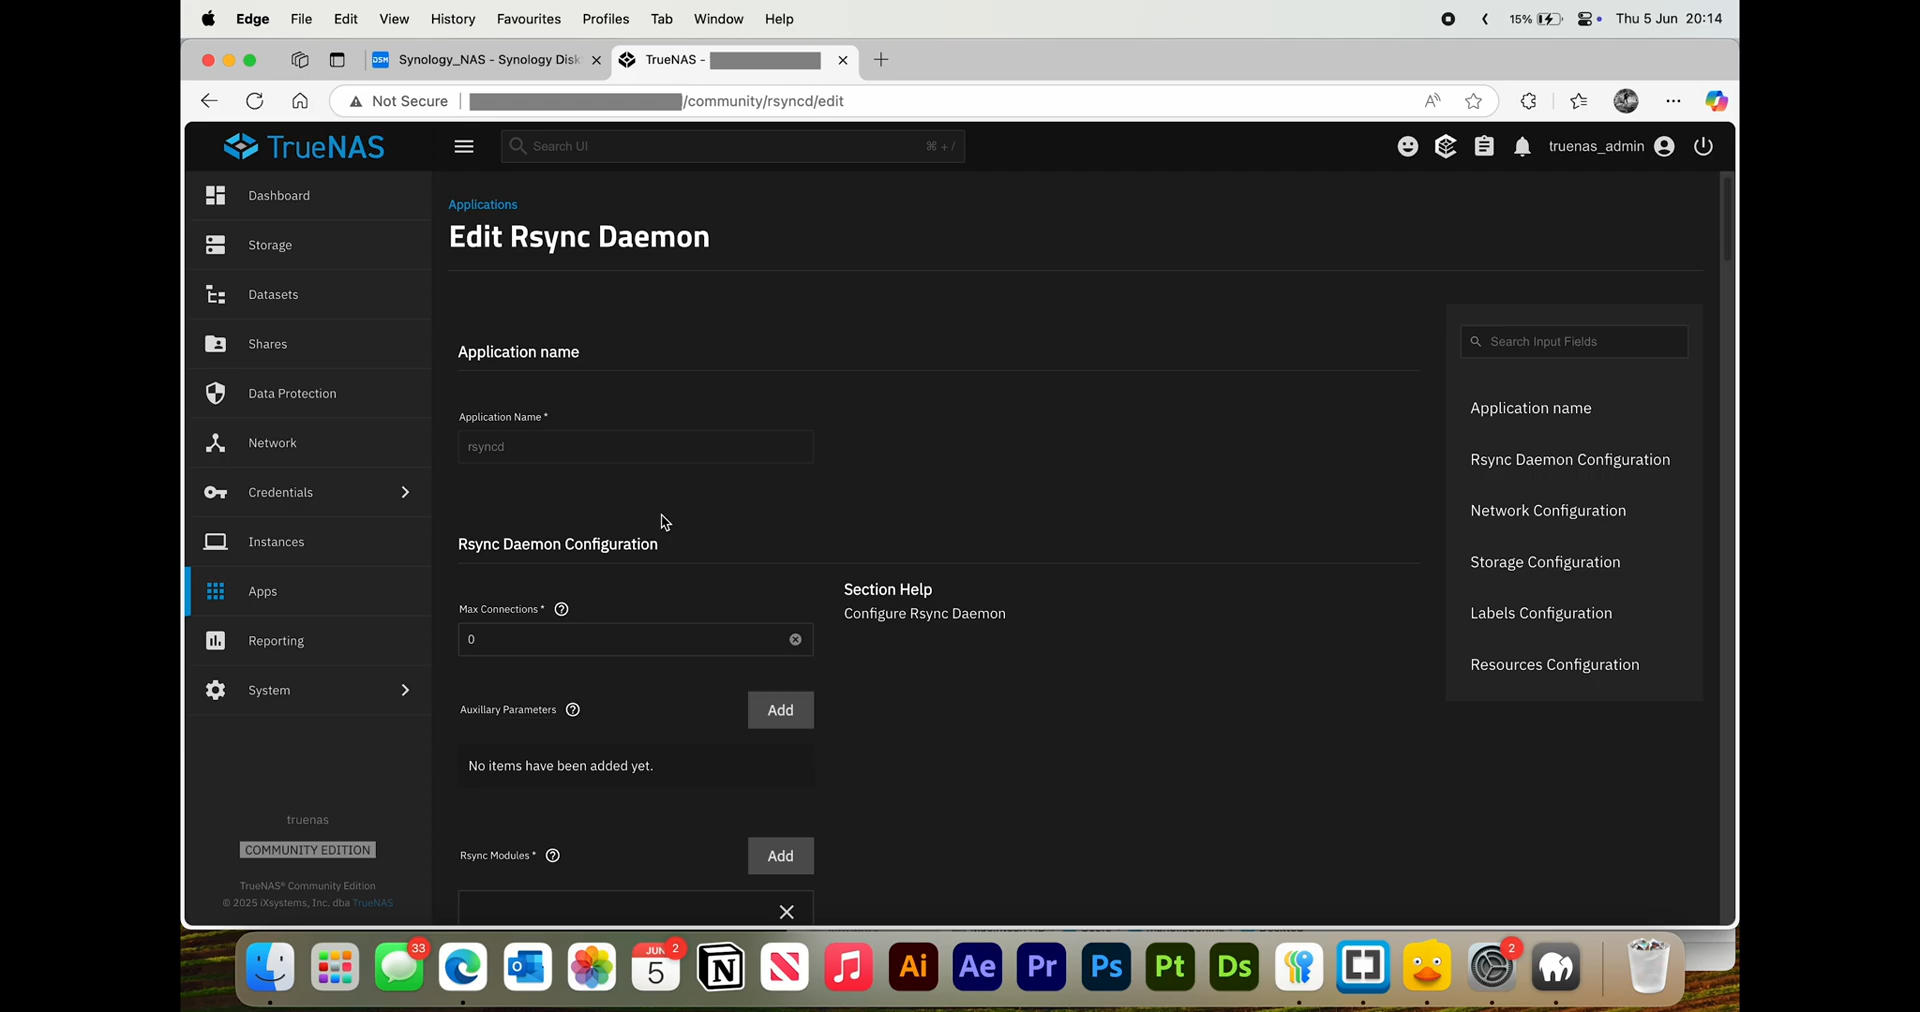 Edge File Edit View History Favourites Profiles Tab Window Help 15% Thu 5 Jun 20:14
DSM Synology_NAS - Synology Disk TrueNAS -
Not Secure /community/rsyncd/edit
TrueNAS Search UI ⌘ + / truenas_admin
Dashboard
Storage
Datasets
Shares
Data Protection
Network
Credentials
Instances
Apps
Reporting
System
truenas
COMMUNITY EDITION
TrueNAS® Community Edition
© 2025 iXsystems, Inc. dba TrueNAS
Applications
Edit Rsync Daemon
Application name
Application Name *
rsyncd
Rsync Daemon Configuration
Max Connections *
0
Section Help
Configure Rsync Daemon
Auxillary Parameters Add
No items have been added yet.
Rsync Modules * Add
Search Input Fields
Application name
Rsync Daemon Configuration
Network Configuration
Storage Configuration
Labels Configuration
Resources Configuration
33 JUN 5 2 N Ai Ae Pr Ps Pt Ds 2